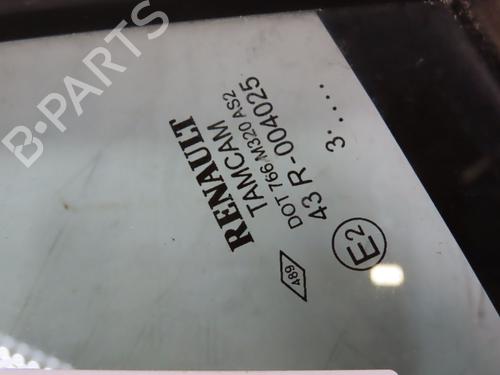 B-PARTS
RENAULT
TAMCAM
DOT 766 M320 AS2
43 R-004025
3.....
E2
489